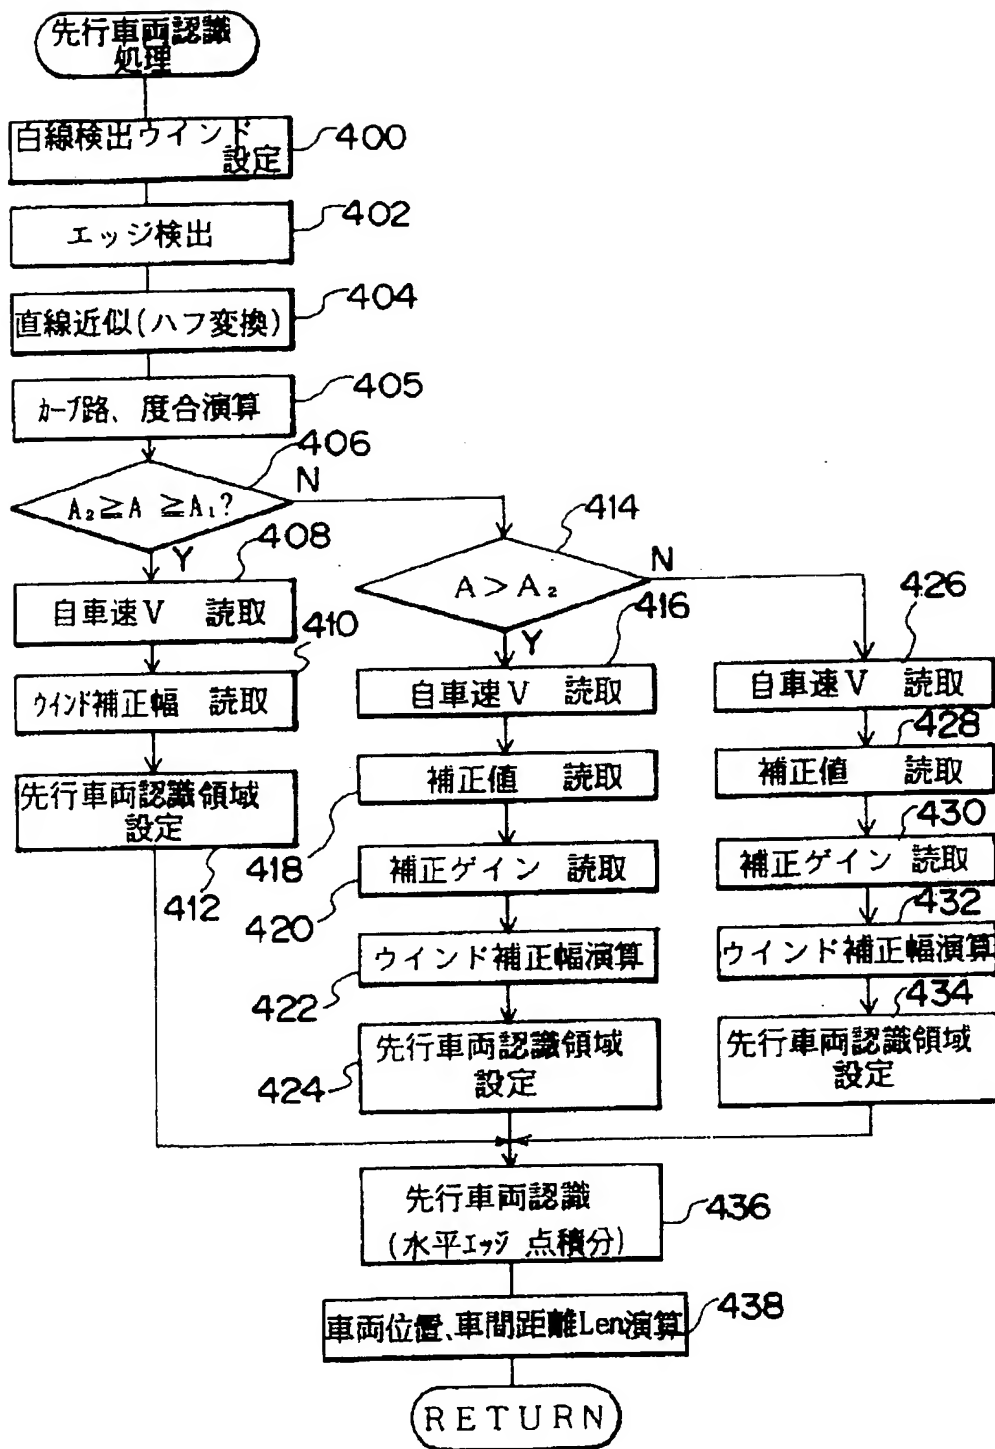 先行車両認識
処理
白線検出ウインド
設定
400
エッジ検出
402
直線近似(ハフ変換)
404
カーブ路、度合演算
405
A₂≧A ≧A₁?
406
N
Y
自車速V 読取
408
ウインド補正幅 読取
410
先行車両認識領域
設定
412
A>A₂
414
N
Y
自車速V 読取
416
補正値 読取
418
補正ゲイン 読取
420
ウインド補正幅演算
422
先行車両認識領域
設定
424
自車速V 読取
426
補正値 読取
428
補正ゲイン 読取
430
ウインド補正幅演算
432
先行車両認識領域
設定
434
先行車両認識
(水平エッジ 点積分)
436
車両位置、車間距離Len演算
438
RETURN